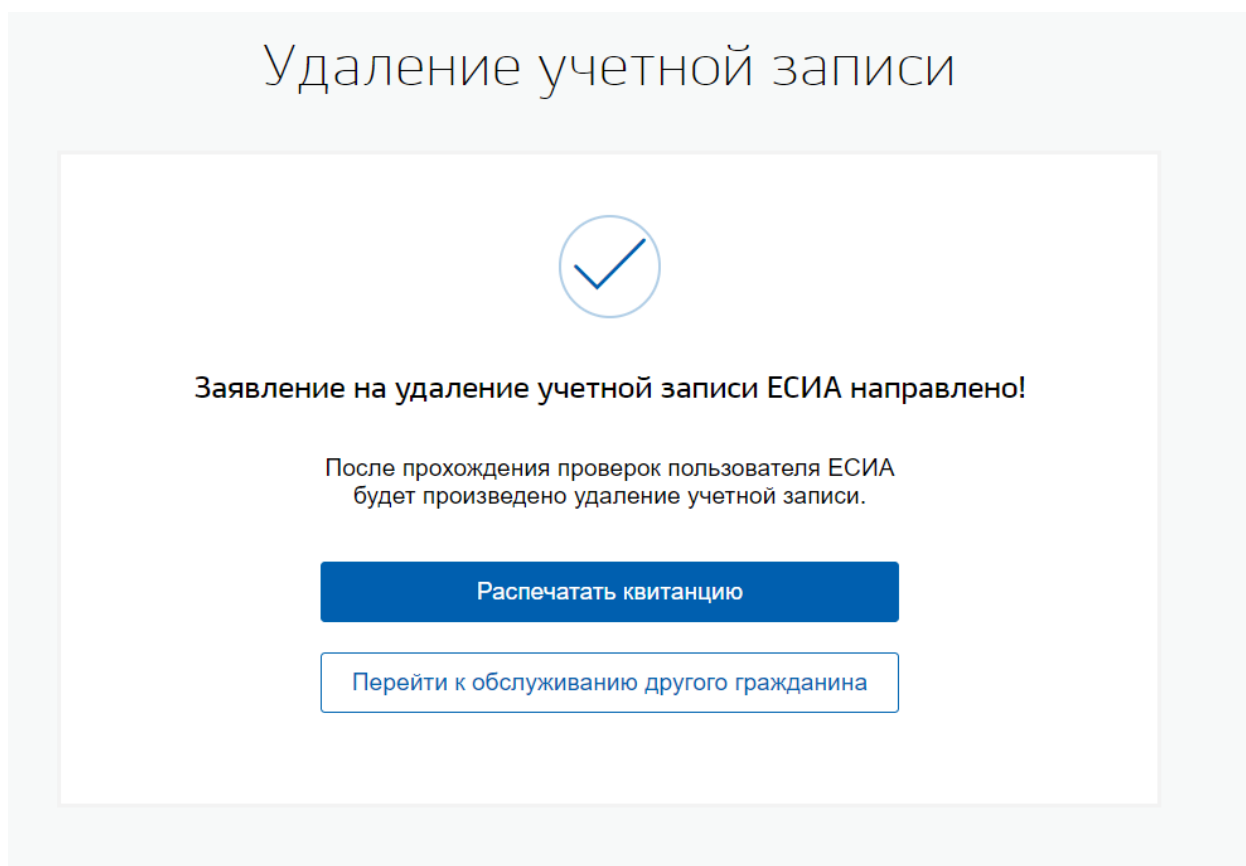 Удаление учетной записи
Заявление на удаление учетной записи ЕСИА направлено!
После прохождения проверок пользователя ЕСИА
будет произведено удаление учетной записи.
Распечатать квитанцию
Перейти к обслуживанию другого гражданина